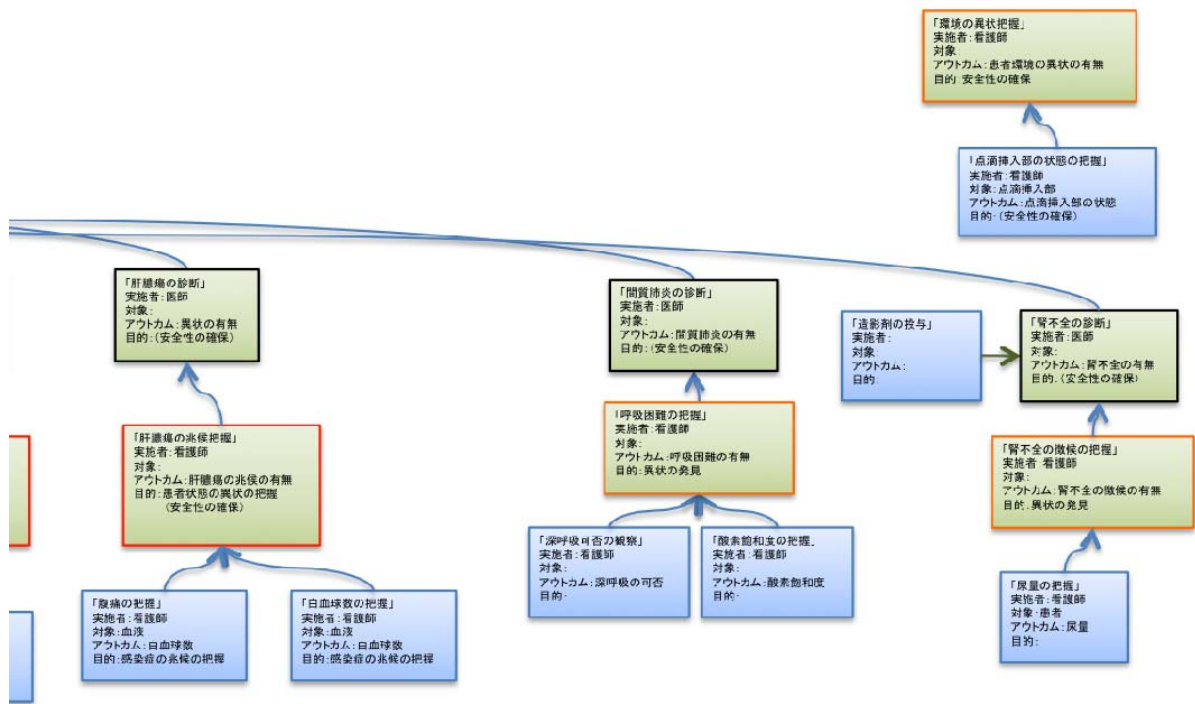 「環境の異状把握」
実施者:看護師
対象:
アウトカム:患者環境の異状の有無
目的:安全性の確保
「点滴挿入部の状態の把握」
実施者:看護師
対象:点滴挿入部
アウトカム:点滴挿入部の状態
目的:(安全性の確保)
「肝膿瘍の診断」
実施者:医師
対象:
アウトカム:異状の有無
目的:(安全性の確保)
「間質肺炎の診断」
実施者:医師
対象:
アウトカム:間質肺炎の有無
目的:(安全性の確保)
「造影剤の投与」
実施者:
対象:
アウトカム:
目的:
「腎不全の診断」
実施者:医師
対象:
アウトカム:腎不全の有無
目的:(安全性の確保)
「肝膿瘍の兆候把握」
実施者:看護師
対象:
アウトカム:肝膿瘍の兆侯の有無
目的:患者状態の異状の把握
(安全性の確保)
「呼吸困難の把握」
実施者:看護師
対象:
アウトカム:呼吸困難の有無
目的:異状の発見
「腎不全の徴候の把握」
実施者:看護師
対象:
アウトカム:腎不全の徴候の有無
目的:異状の発見
「深呼吸可否の観察」
実施者:看護師
対象:
アウトカム:深呼吸の可否
目的:
「酸素飽和度の把握」
実施者:看護師
対象:
アウトカム:酸素飽和度
目的:
「腹痛の把握」
実施者:看護師
対象:血液
アウトカム:白血球数
目的:感染症の兆候の把握
「白血球数の把握」
実施者:看護師
対象:血液
アウトカム:白血球数
目的:感染症の兆候の把握
「尿量の把握」
実施者:看護師
対象:患者
アウトカム:尿量
目的: